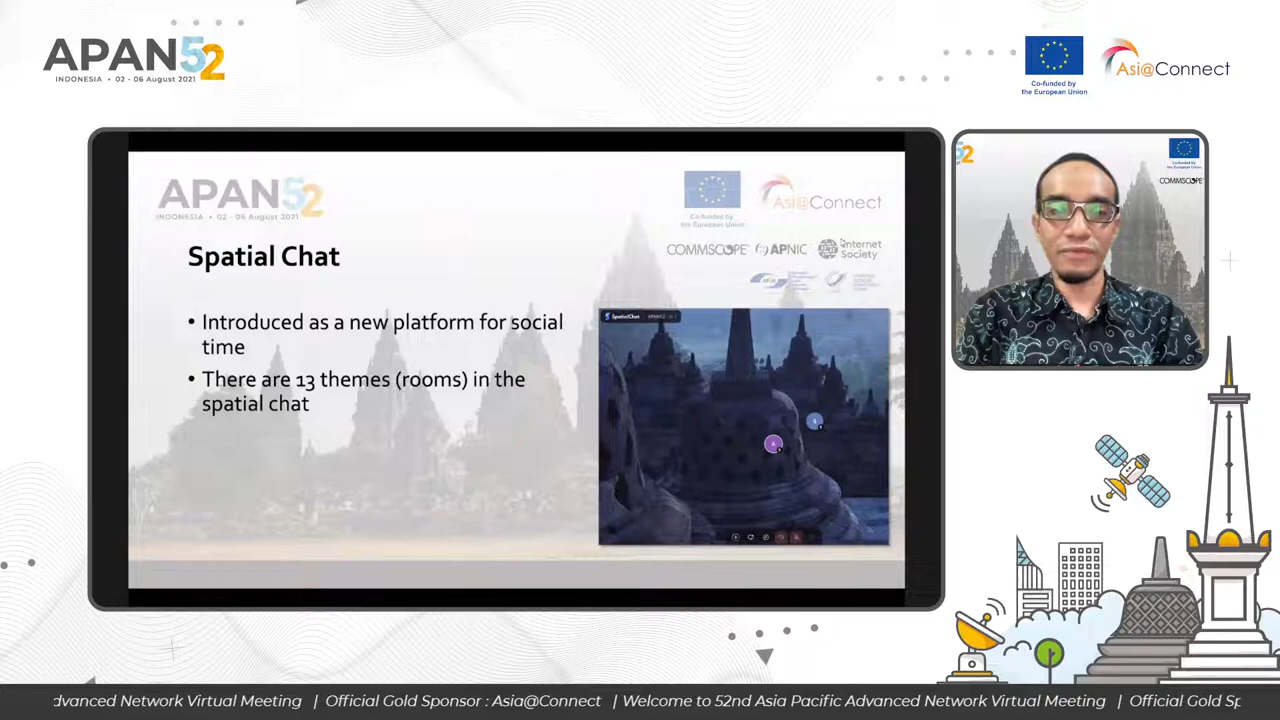 APAN52
INDONESIA • 02 - 06 August 2021
Co-funded by
the European Union
Asi@Connect
APAN52
INDONESIA • 02 - 06 August 2021
Co-funded by
the European Union
Asi@Connect
COMMSCOPE
APNIC
Internet
Society
Spatial Chat
• Introduced as a new platform for social
time
• There are 13 themes (rooms) in the
spatial chat
SpatialChat
APAN52
A
S
52
COMMSCOPE
dvanced Network Virtual Meeting | Official Gold Sponsor : Asia@Connect | Welcome to 52nd Asia Pacific Advanced Network Virtual Meeting | Official Gold Sp